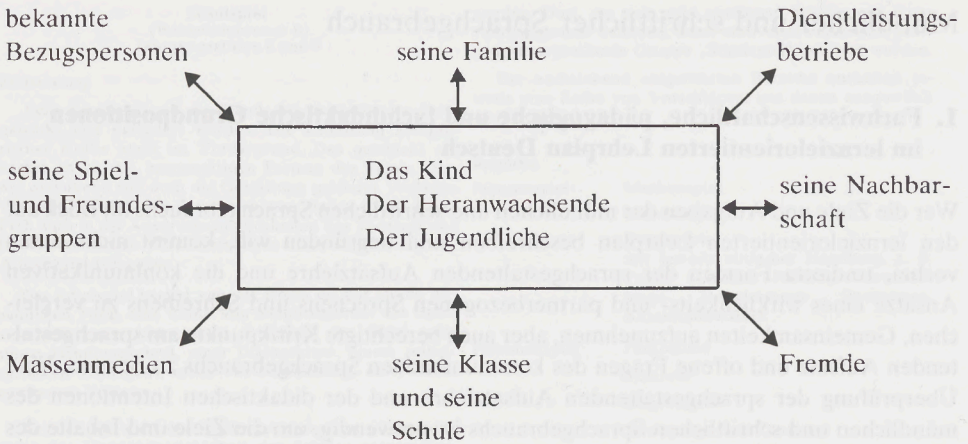 bekannte
Bezugspersonen
seine Familie
Dienstleistungs-
betriebe
seine Spiel-
und Freundes-
gruppen
Das Kind
Der Heranwachsende
Der Jugendliche
seine Nachbar-
schaft
Massenmedien
seine Klasse
und seine
Schule
Fremde